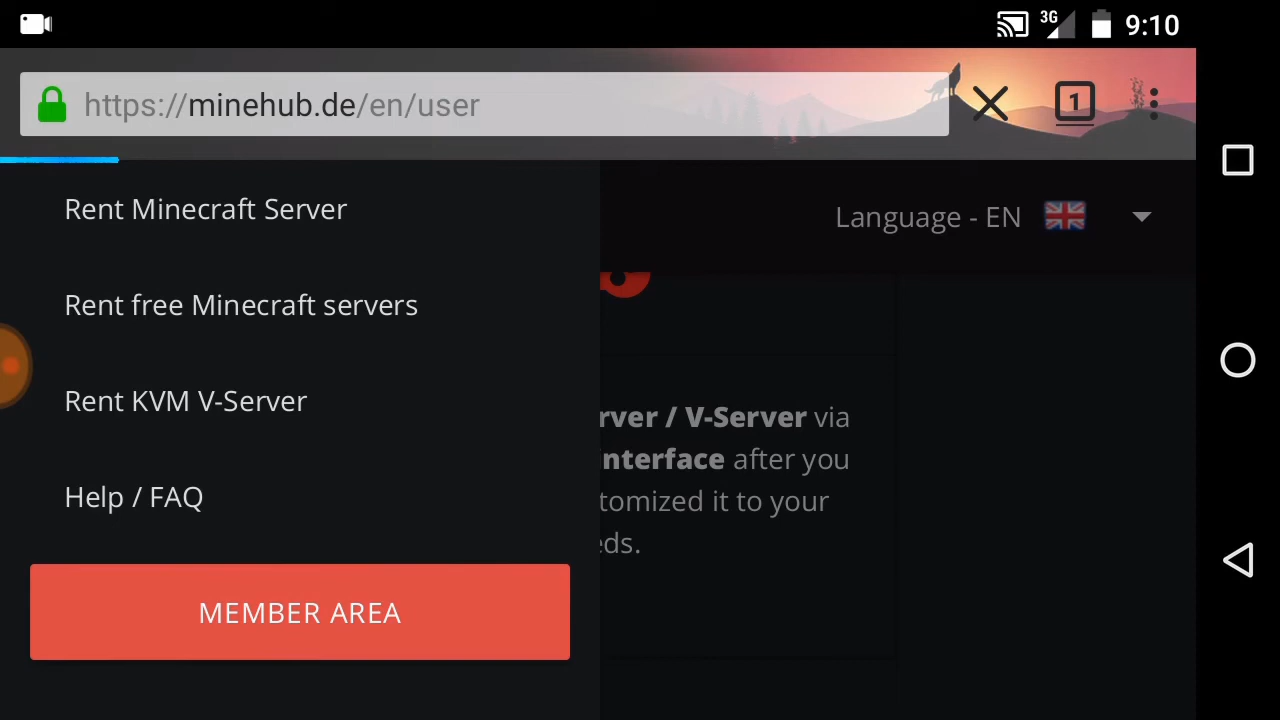 3G 9:10
https://minehub.de/en/user
1
Rent Minecraft Server
Language - EN
Rent free Minecraft servers
Rent KVM V-Server
rver / V-Server via
nterface after you
tomized it to your
eds.
Help / FAQ
MEMBER AREA